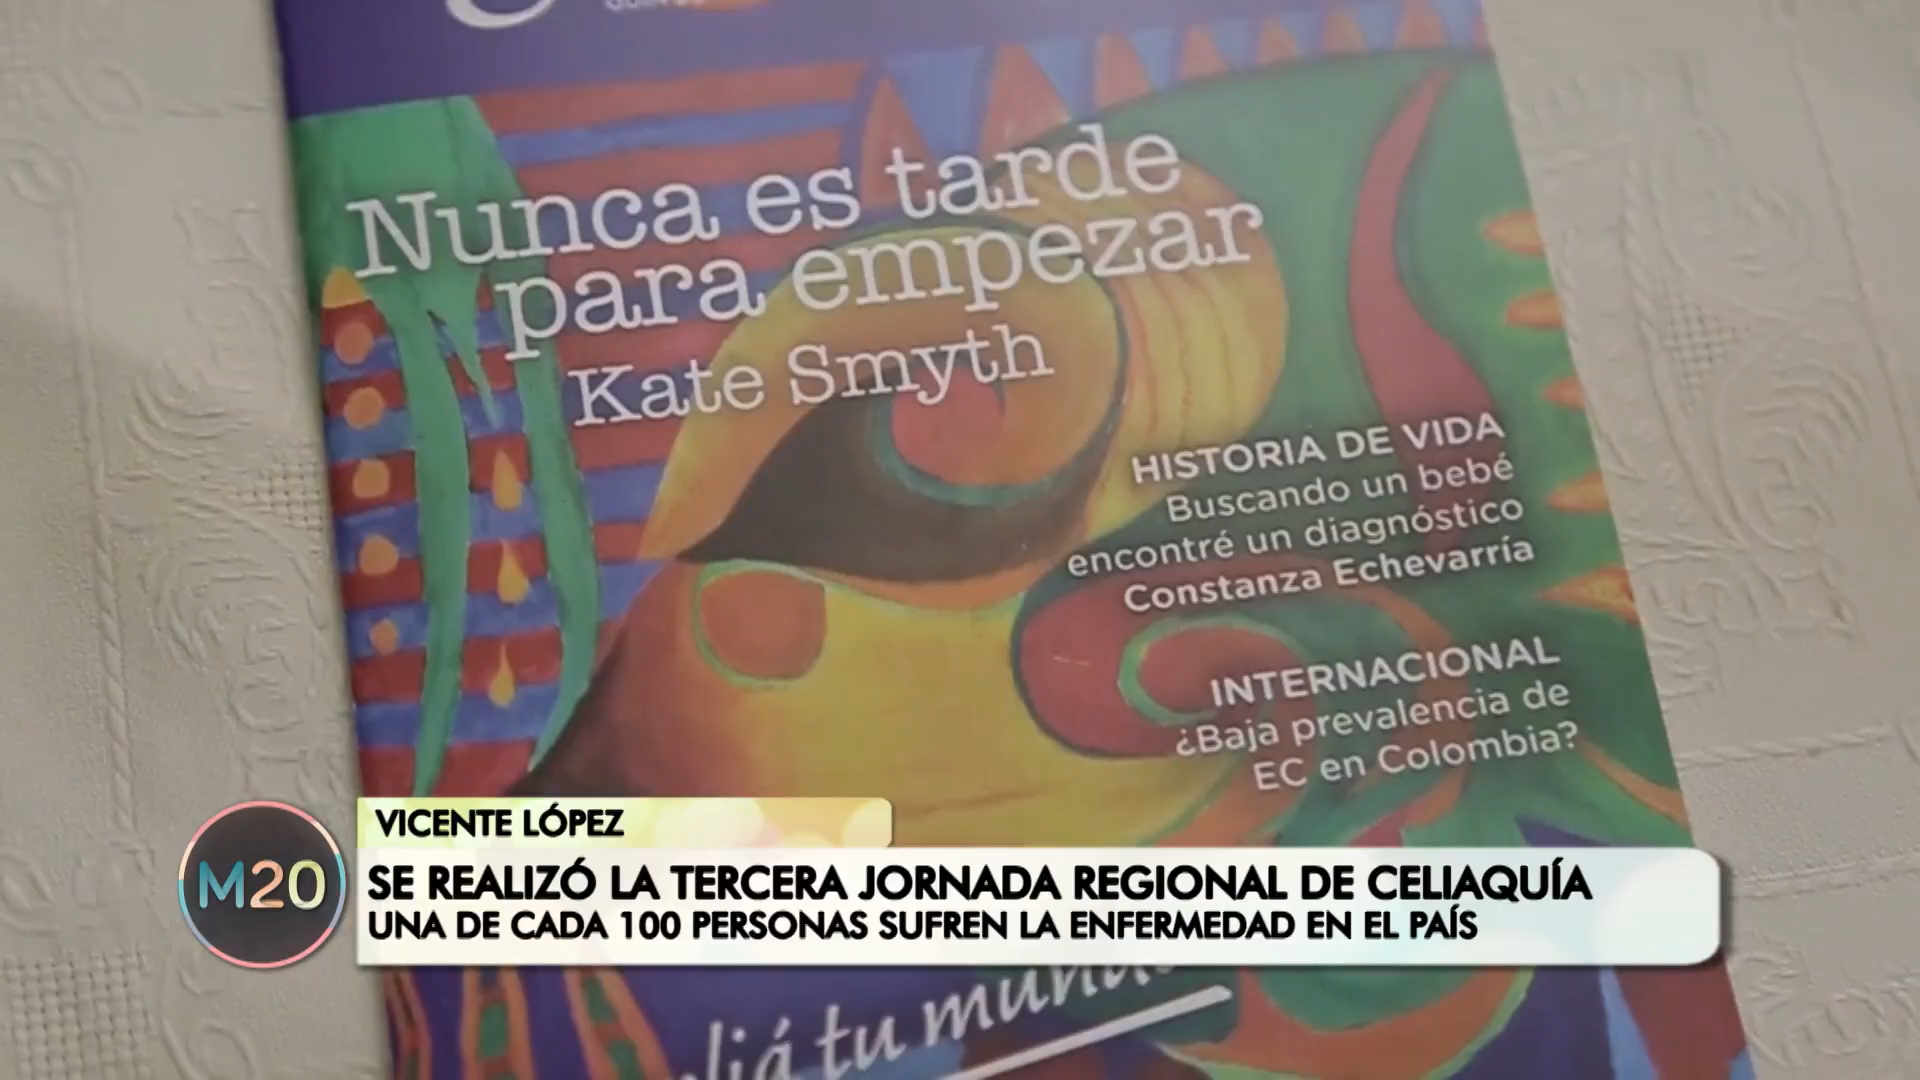 Nunca es tarde
para empezar
Kate Smyth
HISTORIA DE VIDA
Buscando un bebé
encontré un diagnóstico
Constanza Echevarría
INTERNACIONAL
¿Baja prevalencia de
EC en Colombia?
VICENTE LÓPEZ
M20
SE REALIZÓ LA TERCERA JORNADA REGIONAL DE CELIAQUÍA
UNA DE CADA 100 PERSONAS SUFREN LA ENFERMEDAD EN EL PAÍS
tu